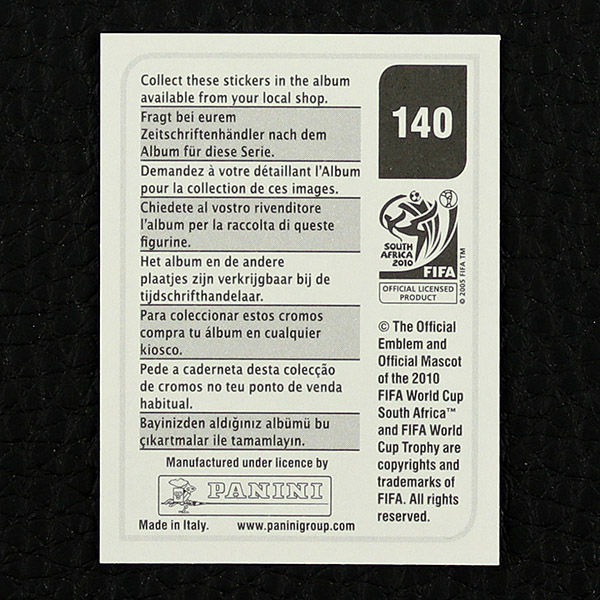 Collect these stickers in the album
available from your local shop.
Fragt bei eurem
Zeitschriftenhändler nach dem
Album für diese Serie.
Demandez à votre détaillant l'Album
pour la collection de ces images.
Chiedete al vostro rivenditore
l'album per la raccolta di queste
figurine.
Het album en de andere
plaatjes zijn verkrijgbaar bij de
tijdschrifthandelaar.
Para coleccionar estos cromos
compra tu álbum en cualquier
kiosco.
Pede a caderneta desta colecção
de cromos no teu ponto de venda
habitual.
Bayinizden aldığınız albümü bu
çıkartmalar ile tamamlayın.
Manufactured under licence by
PANINI
Made in Italy. www.paninigroup.com
140
SOUTH
AFRICA
2010
FIFA
OFFICIAL LICENSED
PRODUCT
© 2005 FIFA TM
© The Official
Emblem and
Official Mascot
of the 2010
FIFA World Cup
South Africa™
and FIFA World
Cup Trophy are
copyrights and
trademarks of
FIFA. All rights
reserved.